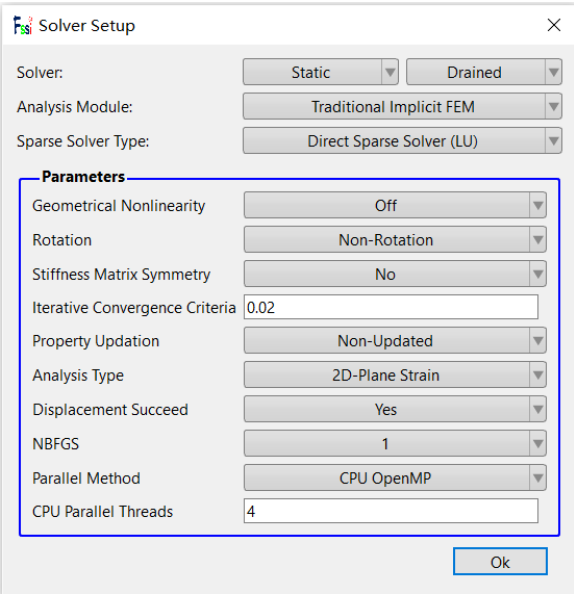 Fssi Solver Setup
Solver: Static Drained
Analysis Module: Traditional Implicit FEM
Sparse Solver Type: Direct Sparse Solver (LU)
Parameters
Geometrical Nonlinearity Off
Rotation Non-Rotation
Stiffness Matrix Symmetry No
Iterative Convergence Criteria 0.02
Property Updation Non-Updated
Analysis Type 2D-Plane Strain
Displacement Succeed Yes
NBFGS 1
Parallel Method CPU OpenMP
CPU Parallel Threads 4
Ok